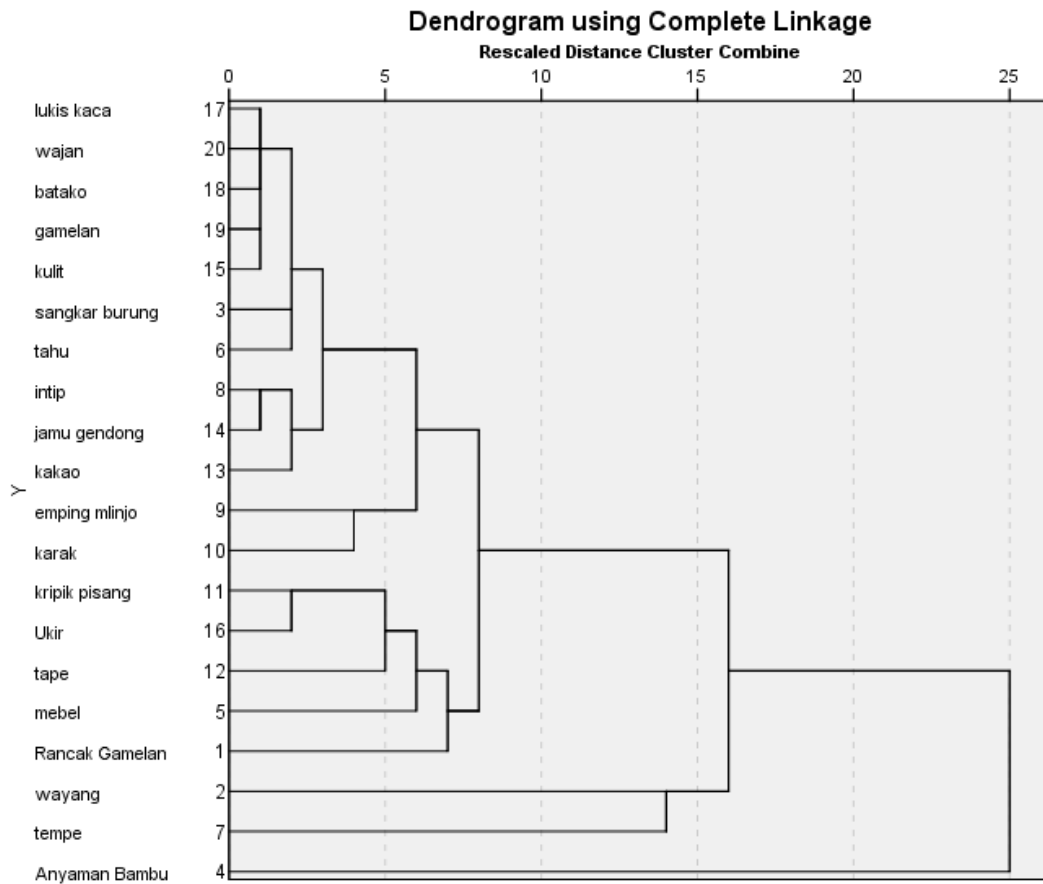 Dendrogram using Complete Linkage
Rescaled Distance Cluster Combine
0 5 10 15 20 25
lukis kaca 17
wajan 20
batako 18
gamelan 19
kulit 15
sangkar burung 3
tahu 6
intip 8
jamu gendong 14
kakao 13
Y
emping mlinjo 9
karak 10
kripik pisang 11
Ukir 16
tape 12
mebel 5
Rancak Gamelan 1
wayang 2
tempe 7
Anyaman Bambu 4